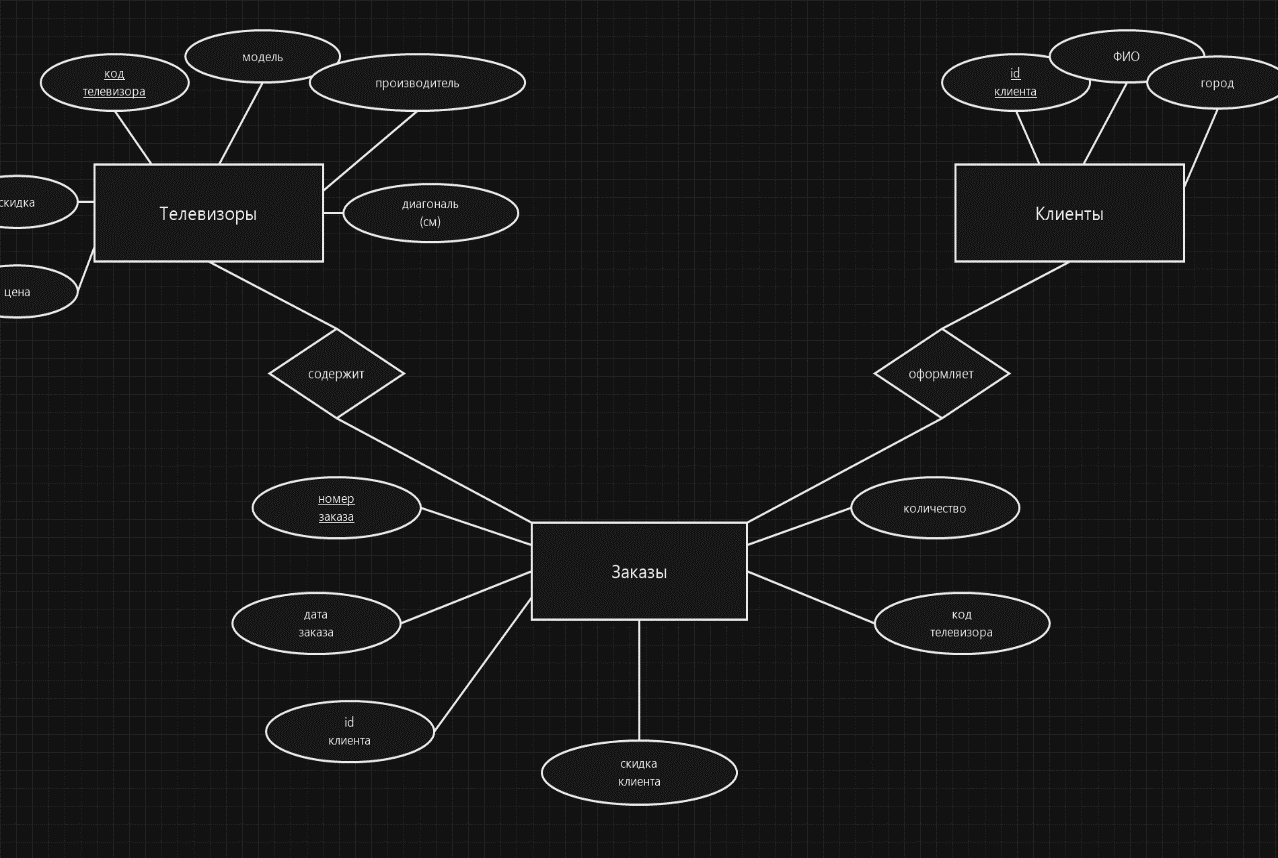 модель
ФИО
код
телевизора
производитель
id
клиента
город
скидка
диагональ
(см)
Телевизоры
Клиенты
цена
содержит
оформляет
номер
заказа
количество
Заказы
дата
заказа
код
телевизора
id
клиента
скидка
клиента